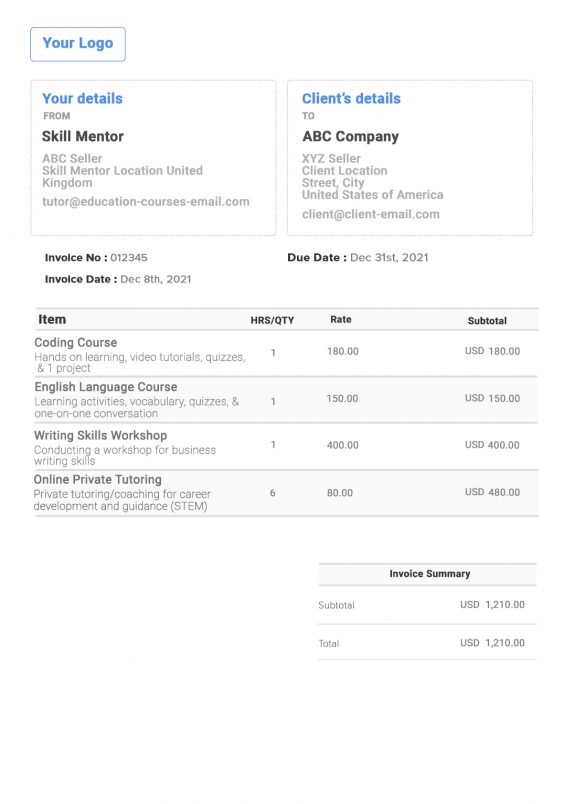 Your Logo
Your details
FROM
Skill Mentor
ABC Seller
Skill Mentor Location United
Kingdom
tutor@education-courses-email.com
Client's details
TO
ABC Company
XYZ Seller
Client Location
Street, City
United States of America
client@client-email.com
Invoice No : 012345
Invoice Date : Dec 8th, 2021
Due Date : Dec 31st, 2021
Item HRS/QTY Rate Subtotal
Coding Course
Hands on learning, video tutorials, quizzes,
& 1 project
1 180.00 USD 180.00
English Language Course
Learning activities, vocabulary, quizzes, &
one-on-one conversation
1 150.00 USD 150.00
Writing Skills Workshop
Conducting a workshop for business
writing skills
1 400.00 USD 400.00
Online Private Tutoring
Private tutoring/coaching for career
development and guidance (STEM)
6 80.00 USD 480.00
Invoice Summary
Subtotal USD 1,210.00
Total USD 1,210.00